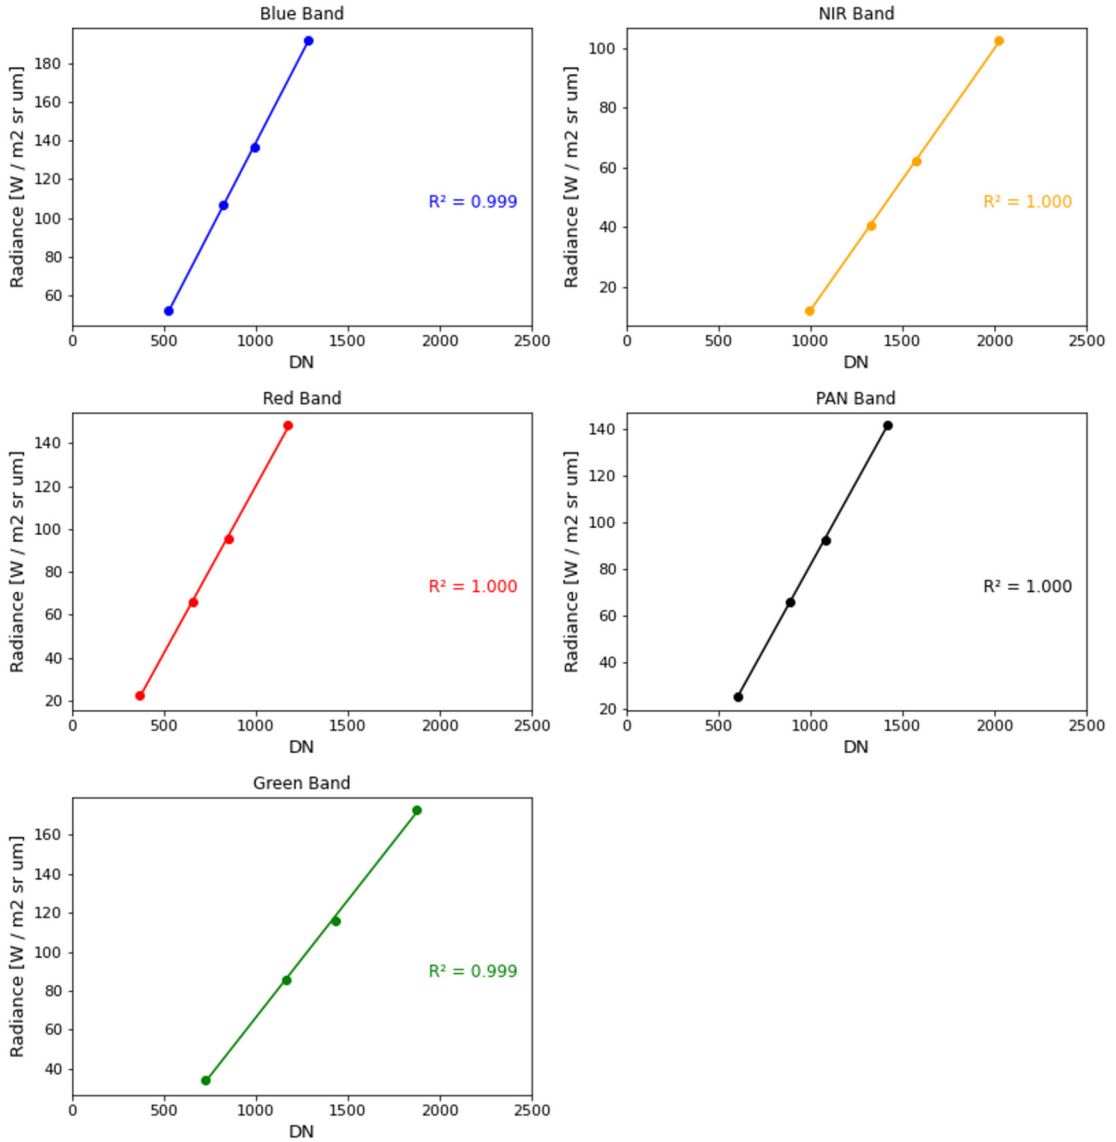 Blue Band
Radiance [W / m2 sr um]
180
160
140
120
100
80
60
R² = 0.999
0 500 1000 1500 2000 2500
DN
NIR Band
Radiance [W / m2 sr um]
100
80
60
40
20
R² = 1.000
0 500 1000 1500 2000 2500
DN
Red Band
Radiance [W / m2 sr um]
140
120
100
80
60
40
20
R² = 1.000
0 500 1000 1500 2000 2500
DN
PAN Band
Radiance [W / m2 sr um]
140
120
100
80
60
40
20
R² = 1.000
0 500 1000 1500 2000 2500
DN
Green Band
Radiance [W / m2 sr um]
160
140
120
100
80
60
40
R² = 0.999
0 500 1000 1500 2000 2500
DN